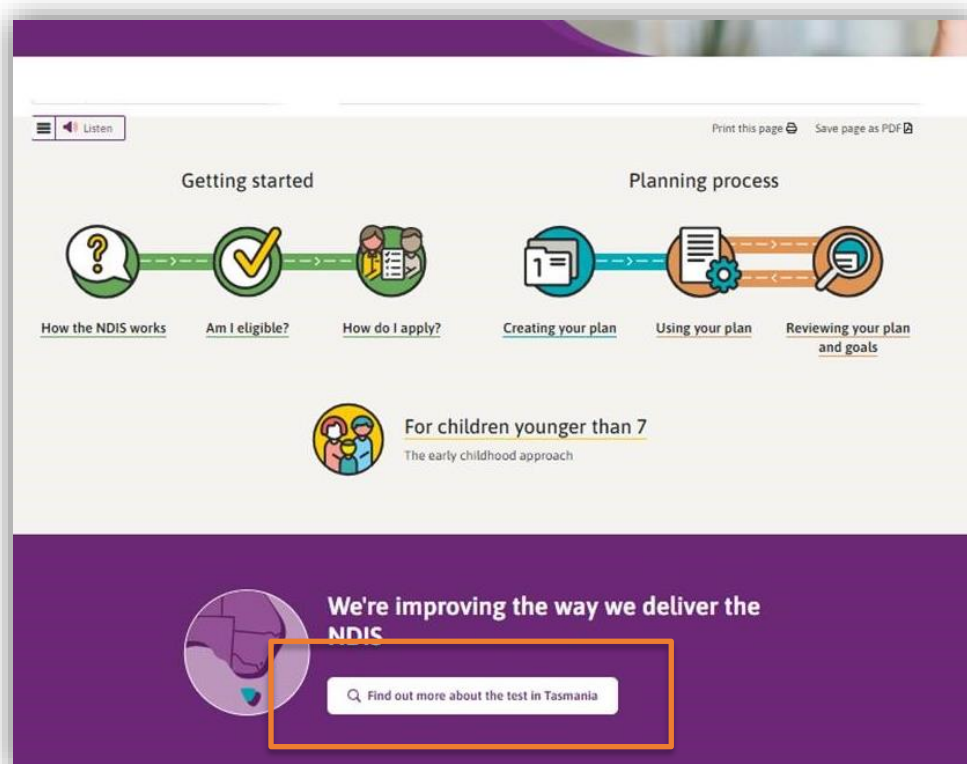 Listen
Print this page
Save page as PDF
Getting started
Planning process
1
How the NDIS works
Am I eligible?
How do I apply?
Creating your plan
Using your plan
Reviewing your plan
and goals
For children younger than 7
The early childhood approach
We're improving the way we deliver the
NDIS
Find out more about the test in Tasmania